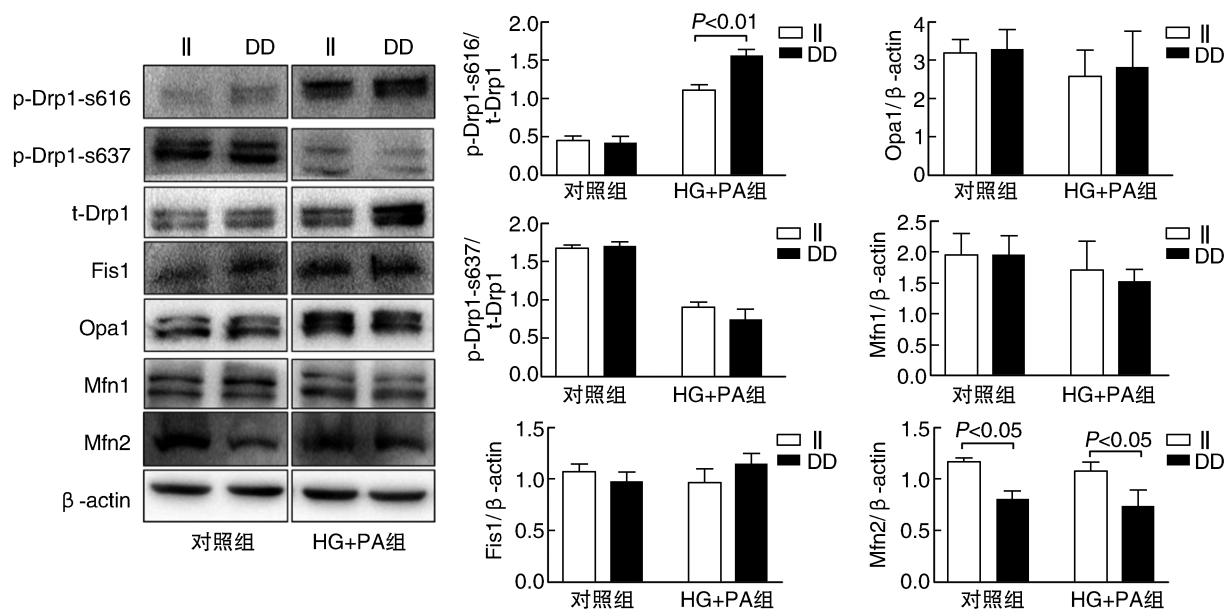 II DD II DD
p-Drp1-s616
p-Drp1-s637
t-Drp1
Fis1
Opa1
Mfn1
Mfn2
β-actin
对照组 HG+PA组
p-Drp1-s616/
t-Drp1
2.0
1.5
1.0
0.5
0.0
P<0.01
II
DD
对照组 HG+PA组
Opa1/β-actin
4
3
2
1
0
II
DD
对照组 HG+PA组
p-Drp1-s637/
t-Drp1
2.0
1.5
1.0
0.5
0.0
II
DD
对照组 HG+PA组
Mfn1/β-actin
1.5
2.0
1.5
1.0
1.5
0.0
II
DD
对照组 HG+PA组
Fis1/β-actin
1.5
1.0
0.5
0.0
II
DD
对照组 HG+PA组
Mfn2/β-actin
1.5
1.0
0.5
0.0
P<0.05
P<0.05
II
DD
对照组 HG+PA组